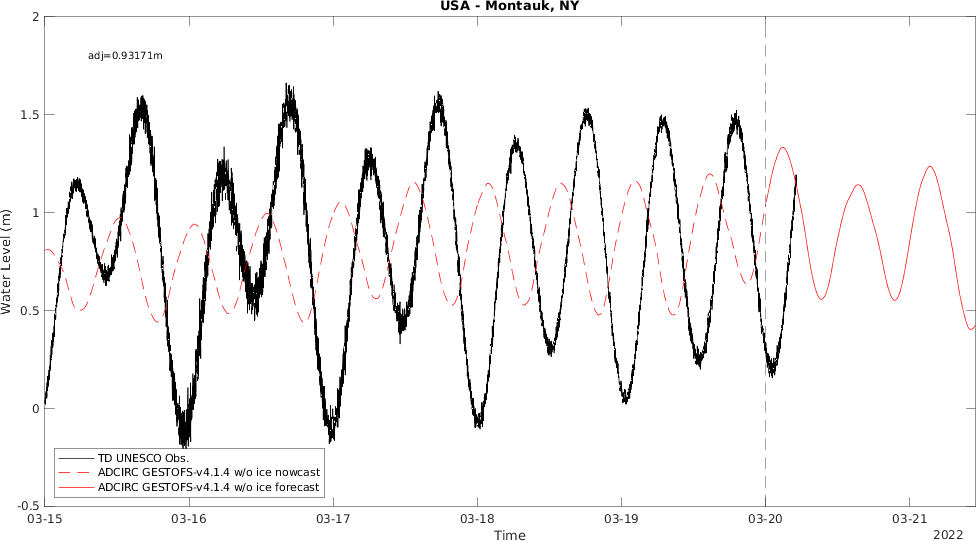 USA - Montauk, NY
2
adj=0.93171m
1.5
1
0.5
0
-0.5
Water Level (m)
TD UNESCO Obs.
ADCIRC GESTOFS-v4.1.4 w/o ice nowcast
ADCIRC GESTOFS-v4.1.4 w/o ice forecast
03-15 03-16 03-17 03-18 03-19 03-20 03-21
Time
2022